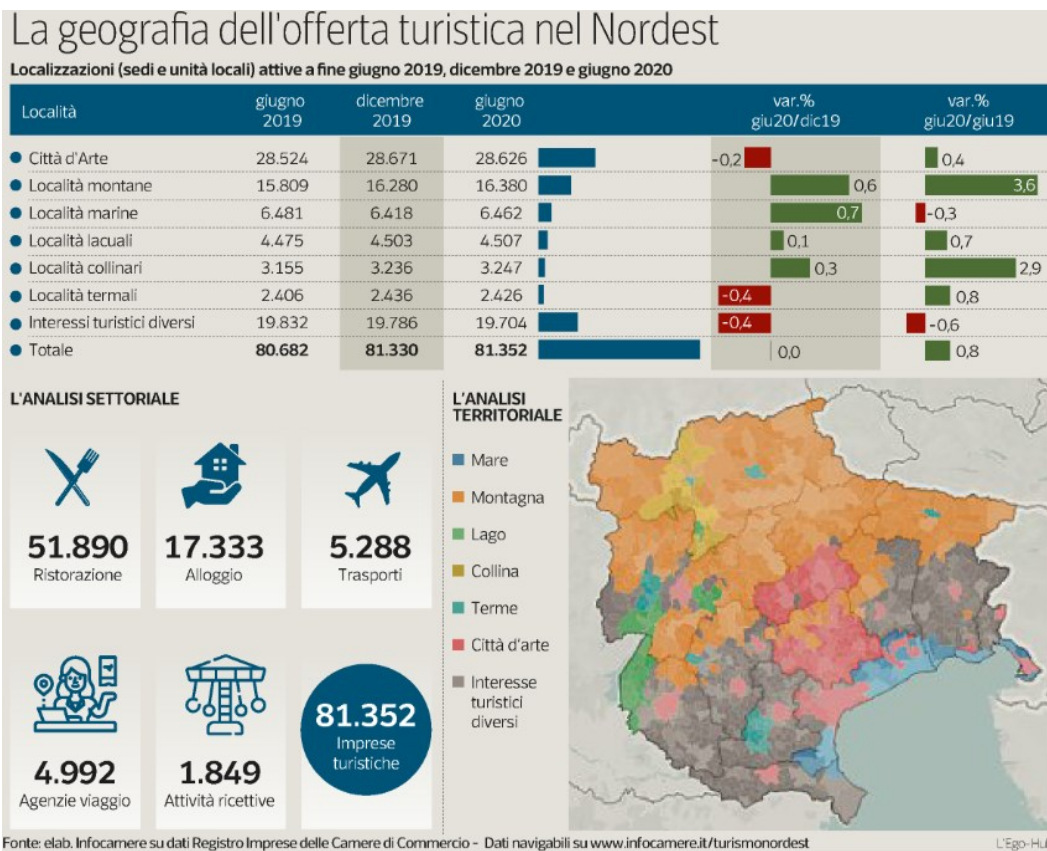 La geografia dell'offerta turistica nel Nordest
Localizzazioni (sedi e unità locali) attive a fine giugno 2019, dicembre 2019 e giugno 2020
Località giugno 2019 dicembre 2019 giugno 2020 var.% giu20/dic19 var.% giu20/giu19
Città d'Arte 28.524 28.671 28.626 -0,2 0,4
Località montane 15.809 16.280 16.380 0,6 3,6
Località marine 6.481 6.418 6.462 0,7 -0,3
Località lacuali 4.475 4.503 4.507 0,1 0,7
Località collinari 3.155 3.236 3.247 0,3 2,9
Località termali 2.406 2.436 2.426 -0,4 0,8
Interessi turistici diversi 19.832 19.786 19.704 -0,4 -0,6
Totale 80.682 81.330 81.352 0,0 0,8
L'ANALISI SETTORIALE
51.890
Ristorazione
17.333
Alloggio
5.288
Trasporti
4.992
Agenzie viaggio
1.849
Attività ricettive
81.352
Imprese
turistiche
L'ANALISI
TERRITORIALE
Mare
Montagna
Lago
Collina
Terme
Città d'arte
Interesse
turistici
diversi
Fonte: elab. Infocamere su dati Registro Imprese delle Camere di Commercio - Dati navigabili su www.infocamere.it/turismonordest
L'Ego-Hu